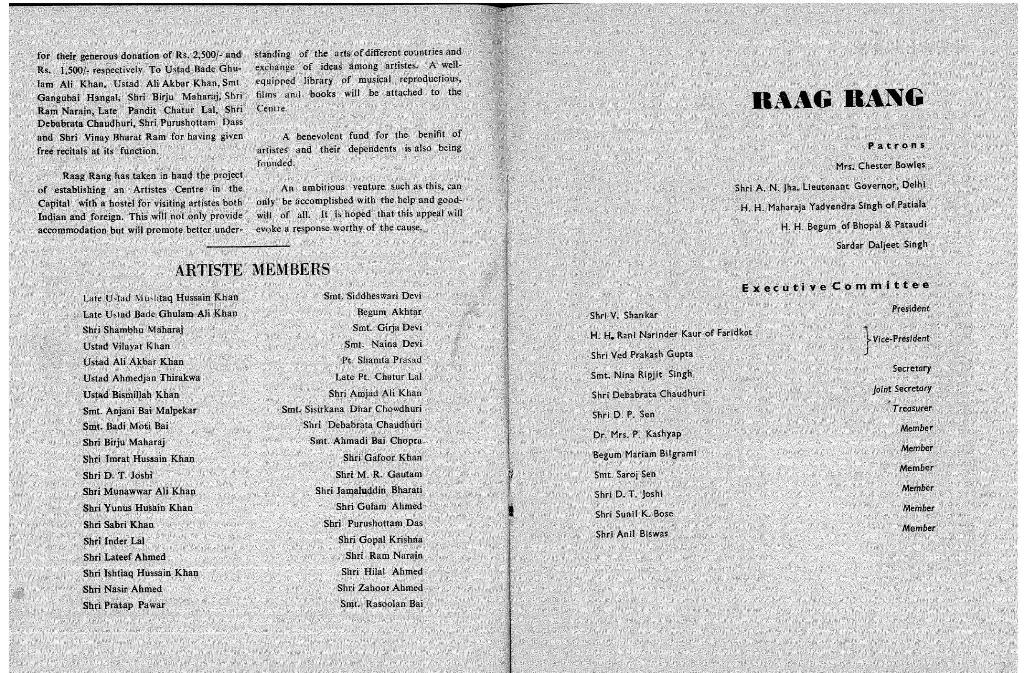 for their generous donation of Rs. 2,500/- and
Rs. 1,500/- respectively To Ustad Bade Ghu-
lam Ali Khan, Ustad Ali Akbar Khan, Smt.
Gangubai Hangal, Shri Birju Maharaj, Shri
Ram Narain, Late Pandit Chatur Lal, Shri
Debabrata Chaudhuri, Shri Purushottam Dass
and Shri Vinay Bharat Ram for having given
free recitals at its function.
Raag Rang has taken in hand the project
of establishing an Artistes Centre in the
Capital with a hostel for visiting artistes both
Indian and foreign. This will not only provide
accommodation but will promote better under-
standing of the arts of different countries and
exchange of ideas among artistes. A well-
equipped library of musical reproductions,
films and books will be attached to the
Centre.
A benevolent fund for the benifit of
artistes and their dependents is also being
founded.
An ambitious venture such as this, can
only be accomplished with the help and good-
will of all. It is hoped that this appeal will
evoke a response worthy of the cause.
ARTISTE MEMBERS
Late Ustad Mushtaq Hussain Khan
Late Ustad Bade Ghulam Ali Khan
Shri Shambhu Maharaj
Ustad Vilayat Khan
Ustad Ali Akbar Khan
Ustad Ahmedjan Thirakwa
Ustad Bismillah Khan
Smt. Anjani Bai Malpekar
Smt. Badi Moti Bai
Shri Birju Maharaj
Shri Imrat Hussain Khan
Shri D. T. Joshi
Shri Munawwar Ali Khan
Shri Yunus Husain Khan
Shri Sabri Khan
Shri Inder Lal
Shri Lateef Ahmed
Shri Ishtiaq Hussain Khan
Shri Nasir Ahmed
Shri Pratap Pawar
Smt. Siddheswari Devi
Begum Akhtar
Smt. Girja Devi
Smt. Naina Devi
Pt. Shamta Prasad
Late Pt. Chatur Lal
Shri Amjad Ali Khan
Smt. Sisirkana Dhar Chowdhuri
Shri Debabrata Chaudhuri
Smt. Ahmadi Bai Chopra
Shri Gafoor Khan
Shri M. R. Gautam
Shri Jamaluddin Bharati
Shri Gulam Ahmed
Shri Purushottam Das
Shri Gopal Krishna
Shri Ram Narain
Shri Hilal Ahmed
Shri Zahoor Ahmed
Smt. Rasoolan Bai
RAAG RANG
Patrons
Mrs. Chester Bowles
Shri A. N. Jha, Lieutenant Governor, Delhi
H. H. Maharaja Yadvendra Singh of Patiala
H. H. Begum of Bhopal & Pataudi
Sardar Daljeet Singh
Executive Committee
Shri V. Shankar President
H. H. Rani Narinder Kaur of Faridkot
Shri Ved Prakash Gupta Vice-President
Smt. Nina Ripjit Singh Secretary
Shri Debabrata Chaudhuri Joint Secretary
Shri D. P. Sen Treasurer
Dr. Mrs. P. Kashyap Member
Begum Mariam Bilgrami Member
Smt. Saroj Sen Member
Shri D. T. Joshi Member
Shri Sunil K. Bose Member
Shri Anil Biswas Member